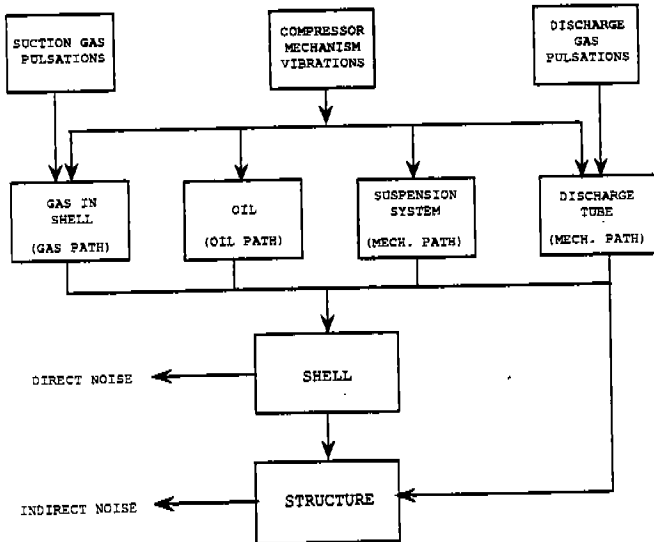 SUCTION GAS
PULSATIONS
COMPRESSOR
MECHANISM
VIBRATIONS
DISCHARGE
GAS
PULSATIONS
GAS IN
SHELL
(GAS PATH)
OIL
(OIL PATH)
SUSPENSION
SYSTEM
(MECH. PATH)
DISCHARGE
TUBE
(MECH. PATH)
SHELL
DIRECT NOISE
STRUCTURE
INDIRECT NOISE